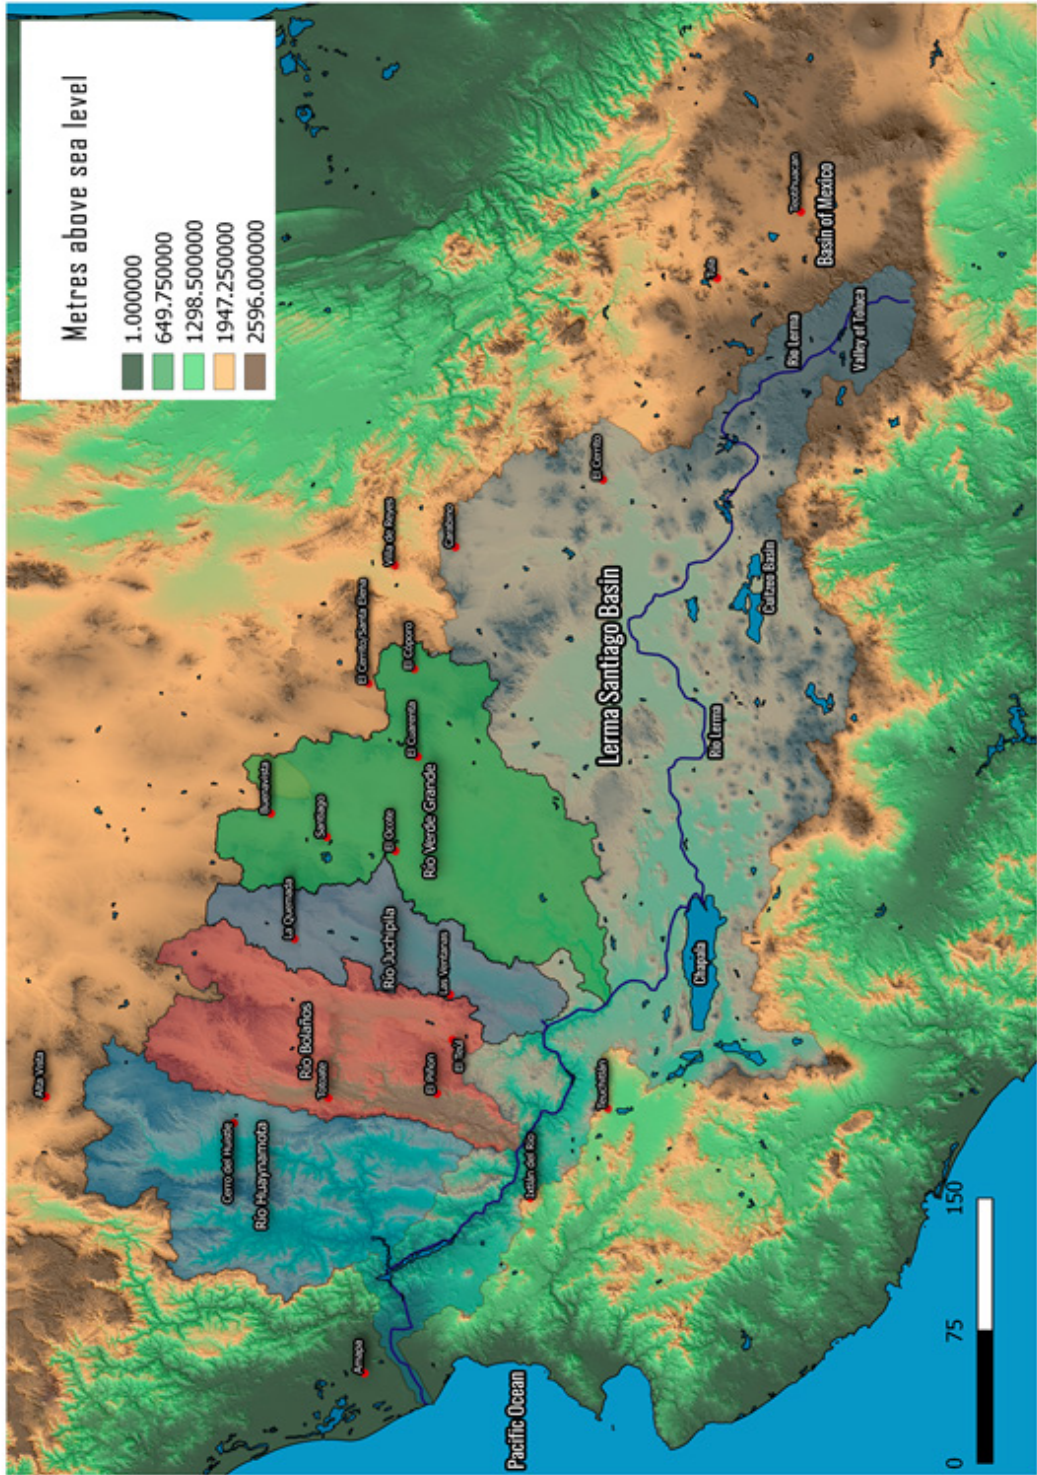 Metres above sea level
1.000000
649.750000
1298.500000
1947.250000
2596.000000
Alta Vista
Cerro del Huistle
Río Huaynamota
Amapa
Pacific Ocean
Río Bolaños
Totoate
El Piñon
El Teúl
Ixtlán del Río
Teuchitlán
La Quemada
Río Juchipila
Las Ventanas
Buenavista
Santiago
El Ocote
Río Verde Grande
El Cuarenta
El Cóporo
El Cerrito/Santa Elena
Villa de Reyes
Carabino
El Cerrito
Lerma Santiago Basin
Río Lerma
Chapala
Cuitzeo Basin
Tula
Teotihuacan
Basin of Mexico
Río Lerma
Valley of Toluca
0 75 150